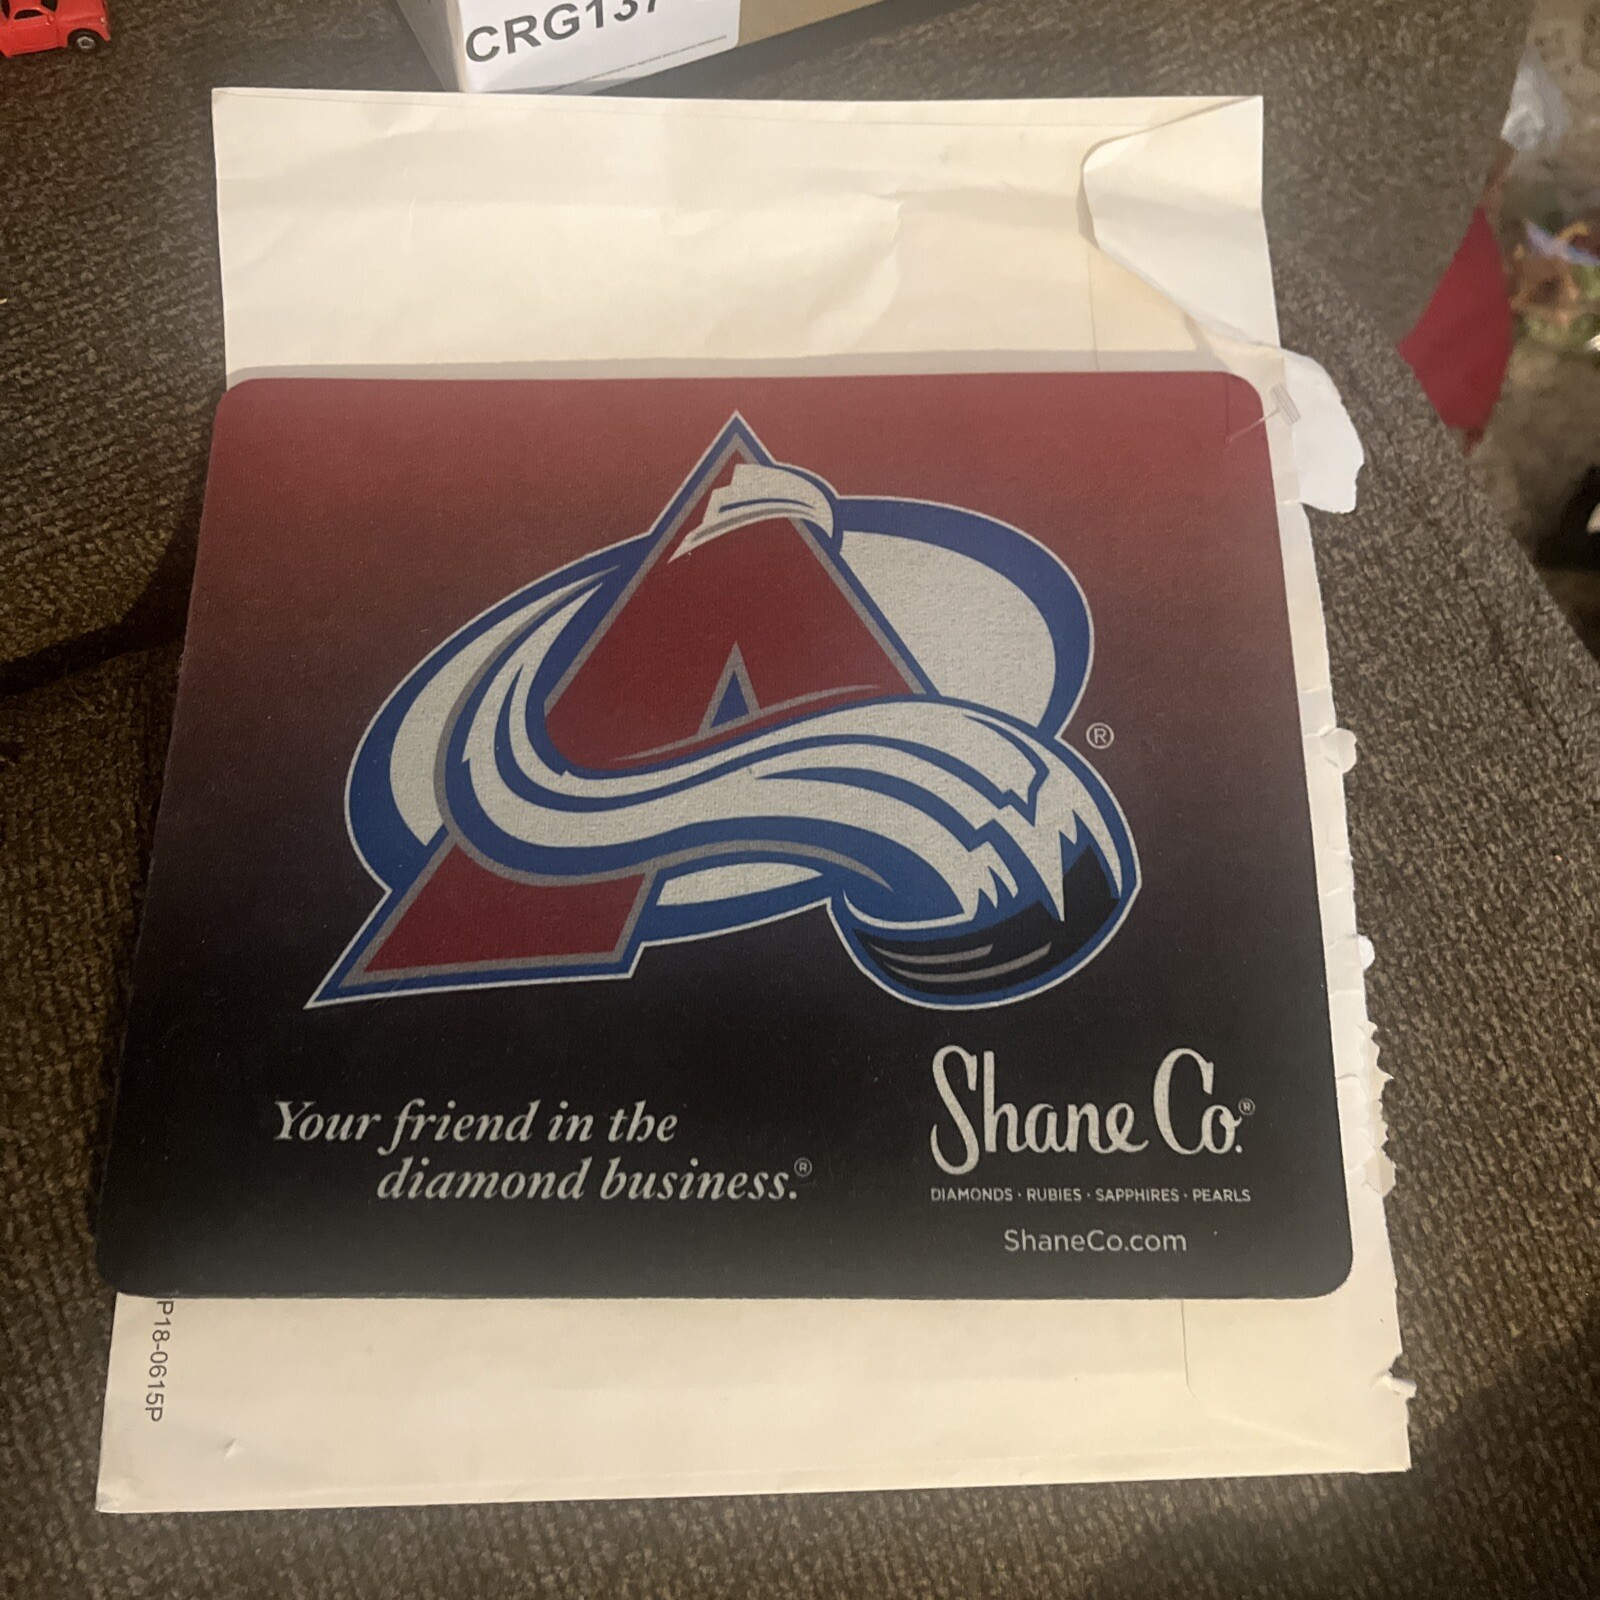 CRG137
®
Your friend in the
diamond business.®
Shane Co.®
DIAMONDS · RUBIES · SAPPHIRES · PEARLS
ShaneCo.com
P18-0615P